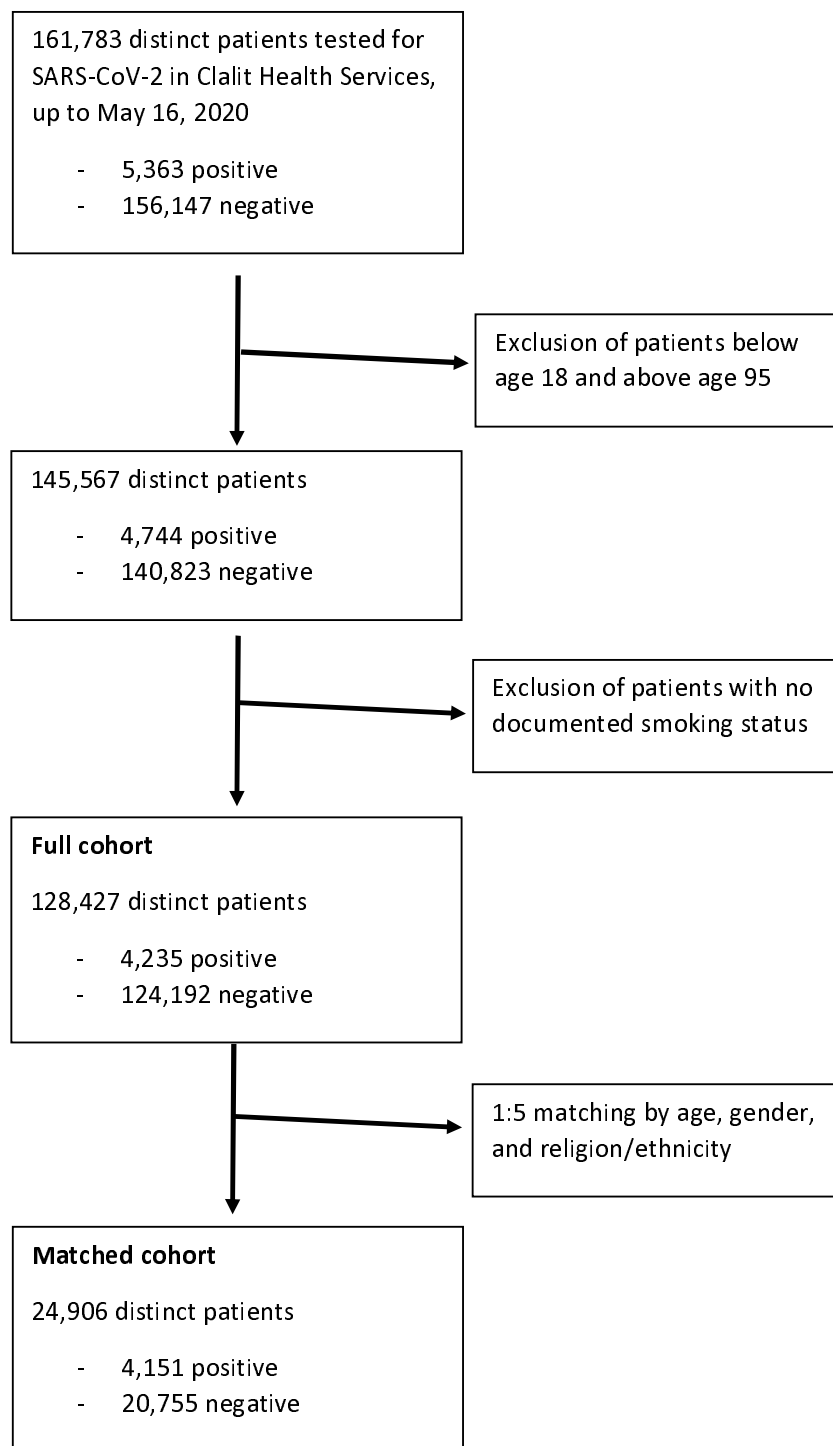 161,783 distinct patients tested for
SARS-CoV-2 in Clalit Health Services,
up to May 16, 2020
- 5,363 positive
- 156,147 negative
Exclusion of patients below
age 18 and above age 95
145,567 distinct patients
- 4,744 positive
- 140,823 negative
Exclusion of patients with no
documented smoking status
Full cohort
128,427 distinct patients
- 4,235 positive
- 124,192 negative
1:5 matching by age, gender,
and religion/ethnicity
Matched cohort
24,906 distinct patients
- 4,151 positive
- 20,755 negative